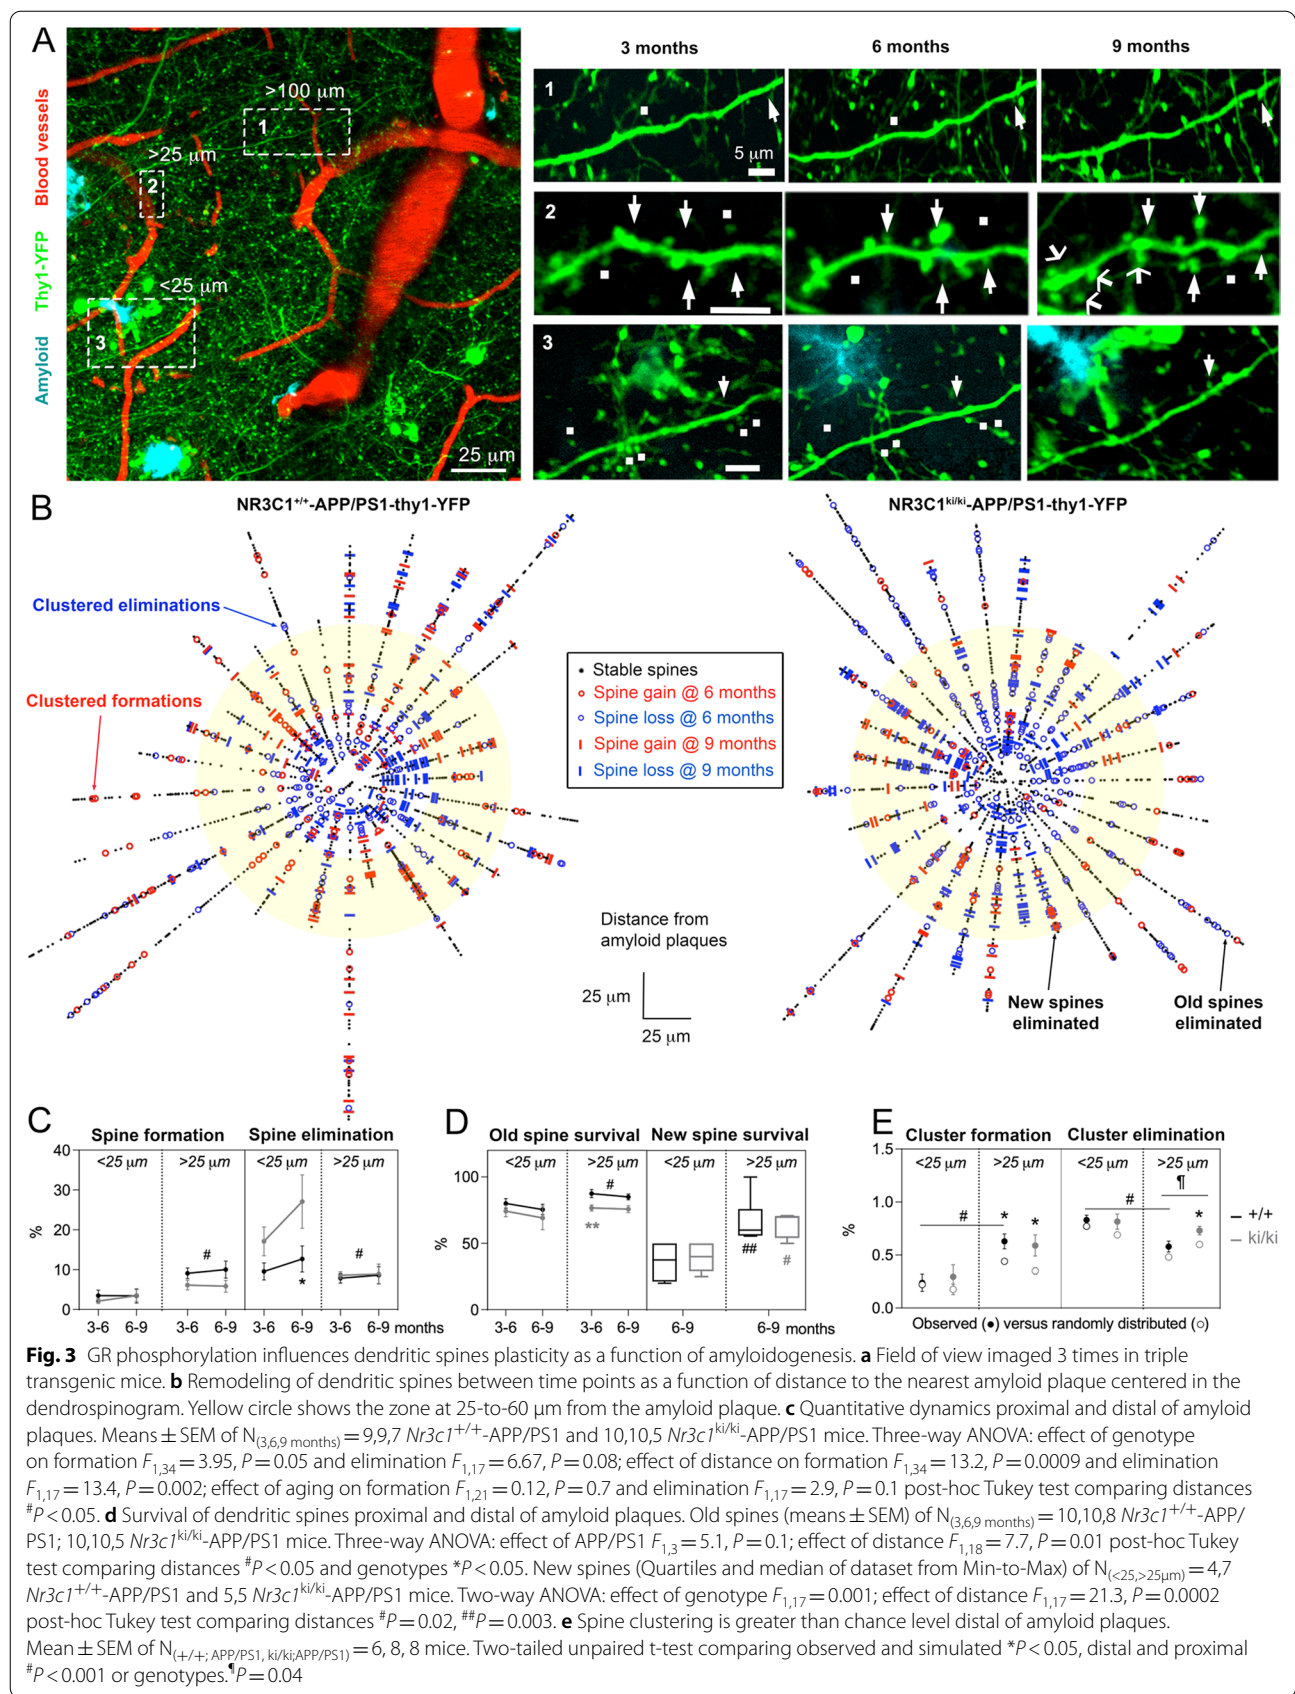 A
Blood vessels
Thy1-YFP
Amyloid
>100 μm
1
>25 μm
2
<25 μm
3
25 μm
3 months
6 months
9 months
1
5 μm
2
3
B
NR3C1+/+-APP/PS1-thy1-YFP
NR3C1ki/ki-APP/PS1-thy1-YFP
Clustered eliminations
Clustered formations
Stable spines
Spine gain @ 6 months
Spine loss @ 6 months
Spine gain @ 9 months
Spine loss @ 9 months
Distance from
amyloid plaques
25 μm
25 μm
New spines
eliminated
Old spines
eliminated
C
Spine formation
Spine elimination
<25 μm
>25 μm
<25 μm
>25 μm
40
30
20
10
0
%
#
*
#
3-6
6-9
3-6
6-9
3-6
6-9
3-6
6-9
months
D
Old spine survival
New spine survival
<25 μm
>25 μm
<25 μm
>25 μm
100
50
0
%
#
**
##
#
3-6
6-9
3-6
6-9
6-9
6-9
months
E
Cluster formation
Cluster elimination
<25 μm
>25 μm
<25 μm
>25 μm
1.5
1.0
0.5
0.0
%
#
*
*
#
¶
*
+/+
ki/ki
Observed (●) versus randomly distributed (○)
Fig. 3 GR phosphorylation influences dendritic spines plasticity as a function of amyloidogenesis. a Field of view imaged 3 times in triple
transgenic mice. b Remodeling of dendritic spines between time points as a function of distance to the nearest amyloid plaque centered in the
dendrospinogram. Yellow circle shows the zone at 25-to-60 μm from the amyloid plaque. c Quantitative dynamics proximal and distal of amyloid
plaques. Means ± SEM of N(3,6,9 months) = 9,9,7 Nr3c1+/+-APP/PS1 and 10,10,5 Nr3c1ki/ki-APP/PS1 mice. Three-way ANOVA: effect of genotype
on formation F1,34 = 3.95, P = 0.05 and elimination F1,17 = 6.67, P = 0.08; effect of distance on formation F1,34 = 13.2, P = 0.0009 and elimination
F1,17 = 13.4, P = 0.002; effect of aging on formation F1,21 = 0.12, P = 0.7 and elimination F1,17 = 2.9, P = 0.1 post-hoc Tukey test comparing distances
#P < 0.05. d Survival of dendritic spines proximal and distal of amyloid plaques. Old spines (means ± SEM) of N(3,6,9 months) = 10,10,8 Nr3c1+/+-APP/
PS1; 10,10,5 Nr3c1ki/ki-APP/PS1 mice. Three-way ANOVA: effect of APP/PS1 F1,3 = 5.1, P = 0.1; effect of distance F1,18 = 7.7, P = 0.01 post-hoc Tukey
test comparing distances #P < 0.05 and genotypes *P < 0.05. New spines (Quartiles and median of dataset from Min-to-Max) of N(<25,>25μm) = 4,7
Nr3c1+/+-APP/PS1 and 5,5 Nr3c1ki/ki-APP/PS1 mice. Two-way ANOVA: effect of genotype F1,17 = 0.001; effect of distance F1,17 = 21.3, P = 0.0002
post-hoc Tukey test comparing distances #P = 0.02, ##P = 0.003. e Spine clustering is greater than chance level distal of amyloid plaques.
Mean ± SEM of N(+/+; APP/PS1, ki/ki;APP/PS1) = 6, 8, 8 mice. Two-tailed unpaired t-test comparing observed and simulated *P < 0.05, distal and proximal
#P < 0.001 or genotypes.¶P = 0.04